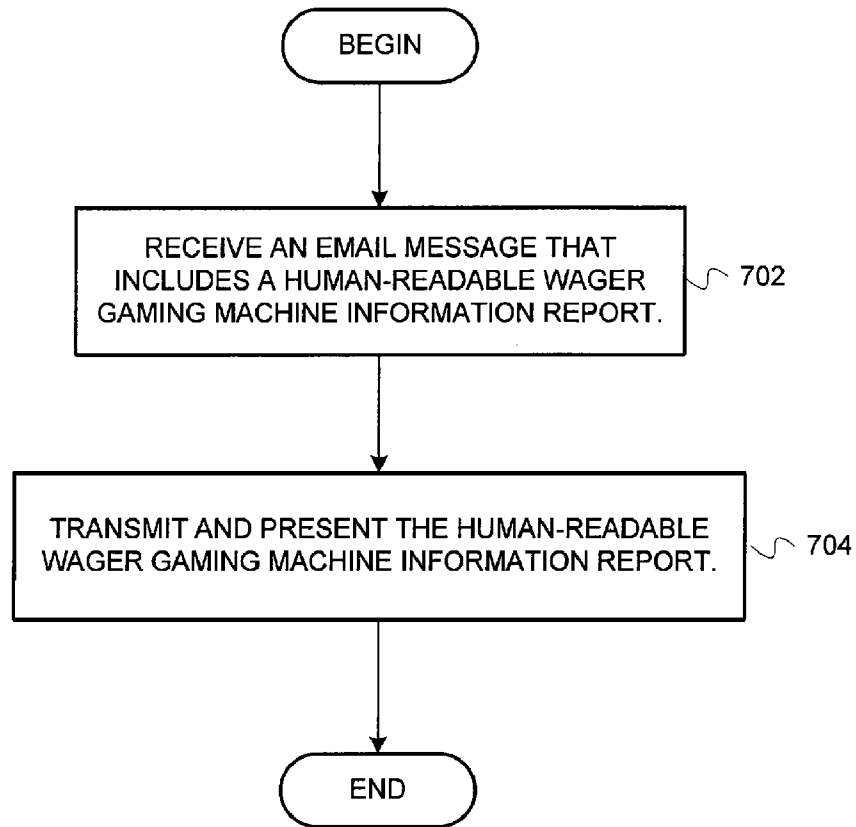 BEGIN
RECEIVE AN EMAIL MESSAGE THAT
INCLUDES A HUMAN-READABLE WAGER
GAMING MACHINE INFORMATION REPORT.
702
TRANSMIT AND PRESENT THE HUMAN-READABLE
WAGER GAMING MACHINE INFORMATION REPORT.
704
END